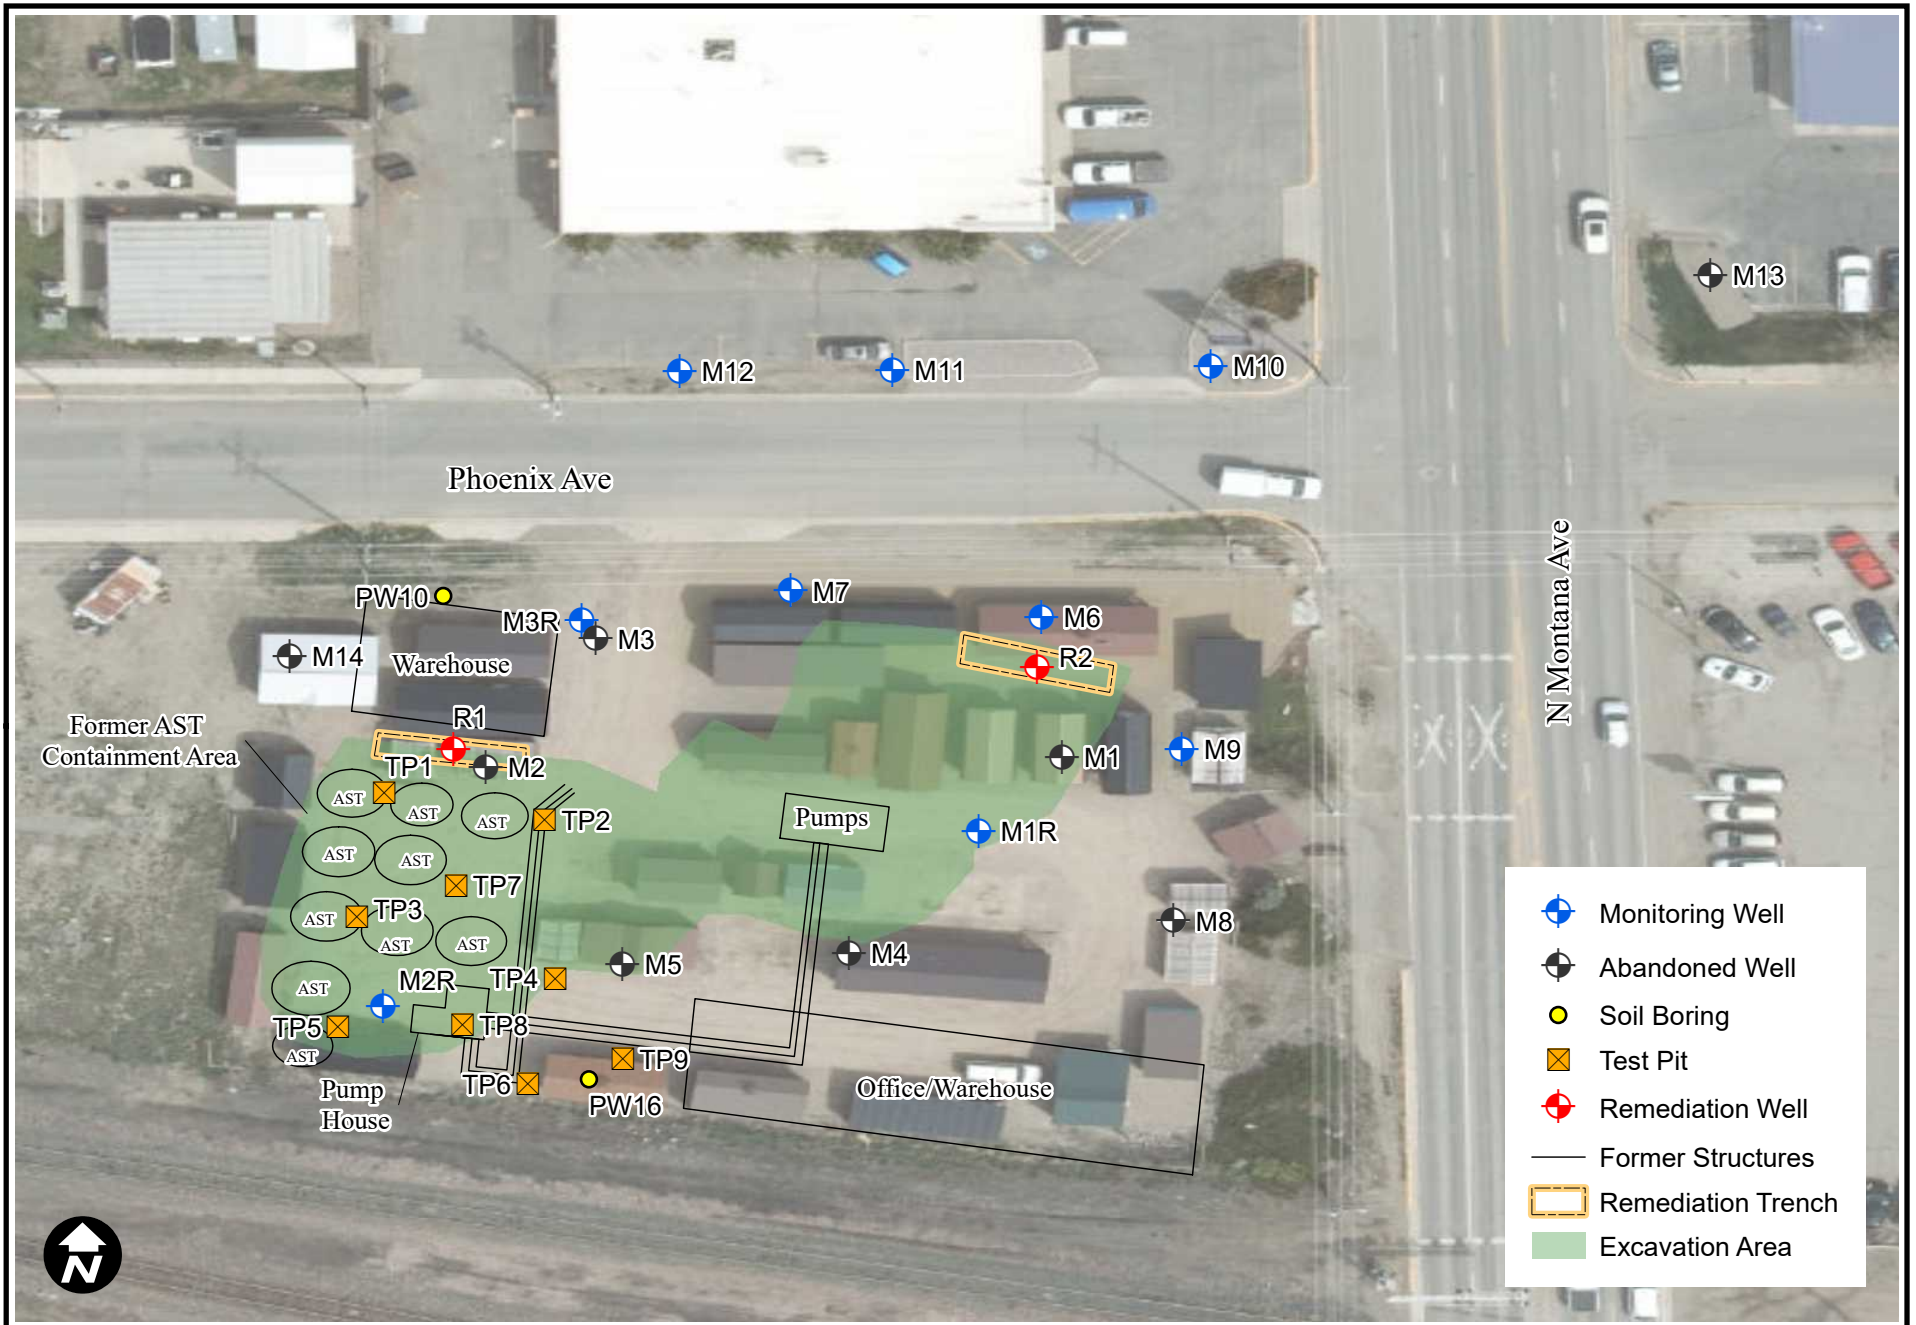 M13
M12
M11
M10
Phoenix Ave
N Montana Ave
PW10
M3R
M3
M7
M6
M14
Warehouse
R2
R1
Former AST
Containment Area
M2
M1
M9
TP1
AST
AST
AST
TP2
Pumps
M1R
AST
AST
TP7
AST
TP3
AST
AST
M8
M5
M4
M2R
TP4
AST
TP5
TP8
AST
TP9
TP6
Pump
House
PW16
Office/Warehouse
N
Monitoring Well
Abandoned Well
Soil Boring
Test Pit
Remediation Well
Former Structures
Remediation Trench
Excavation Area